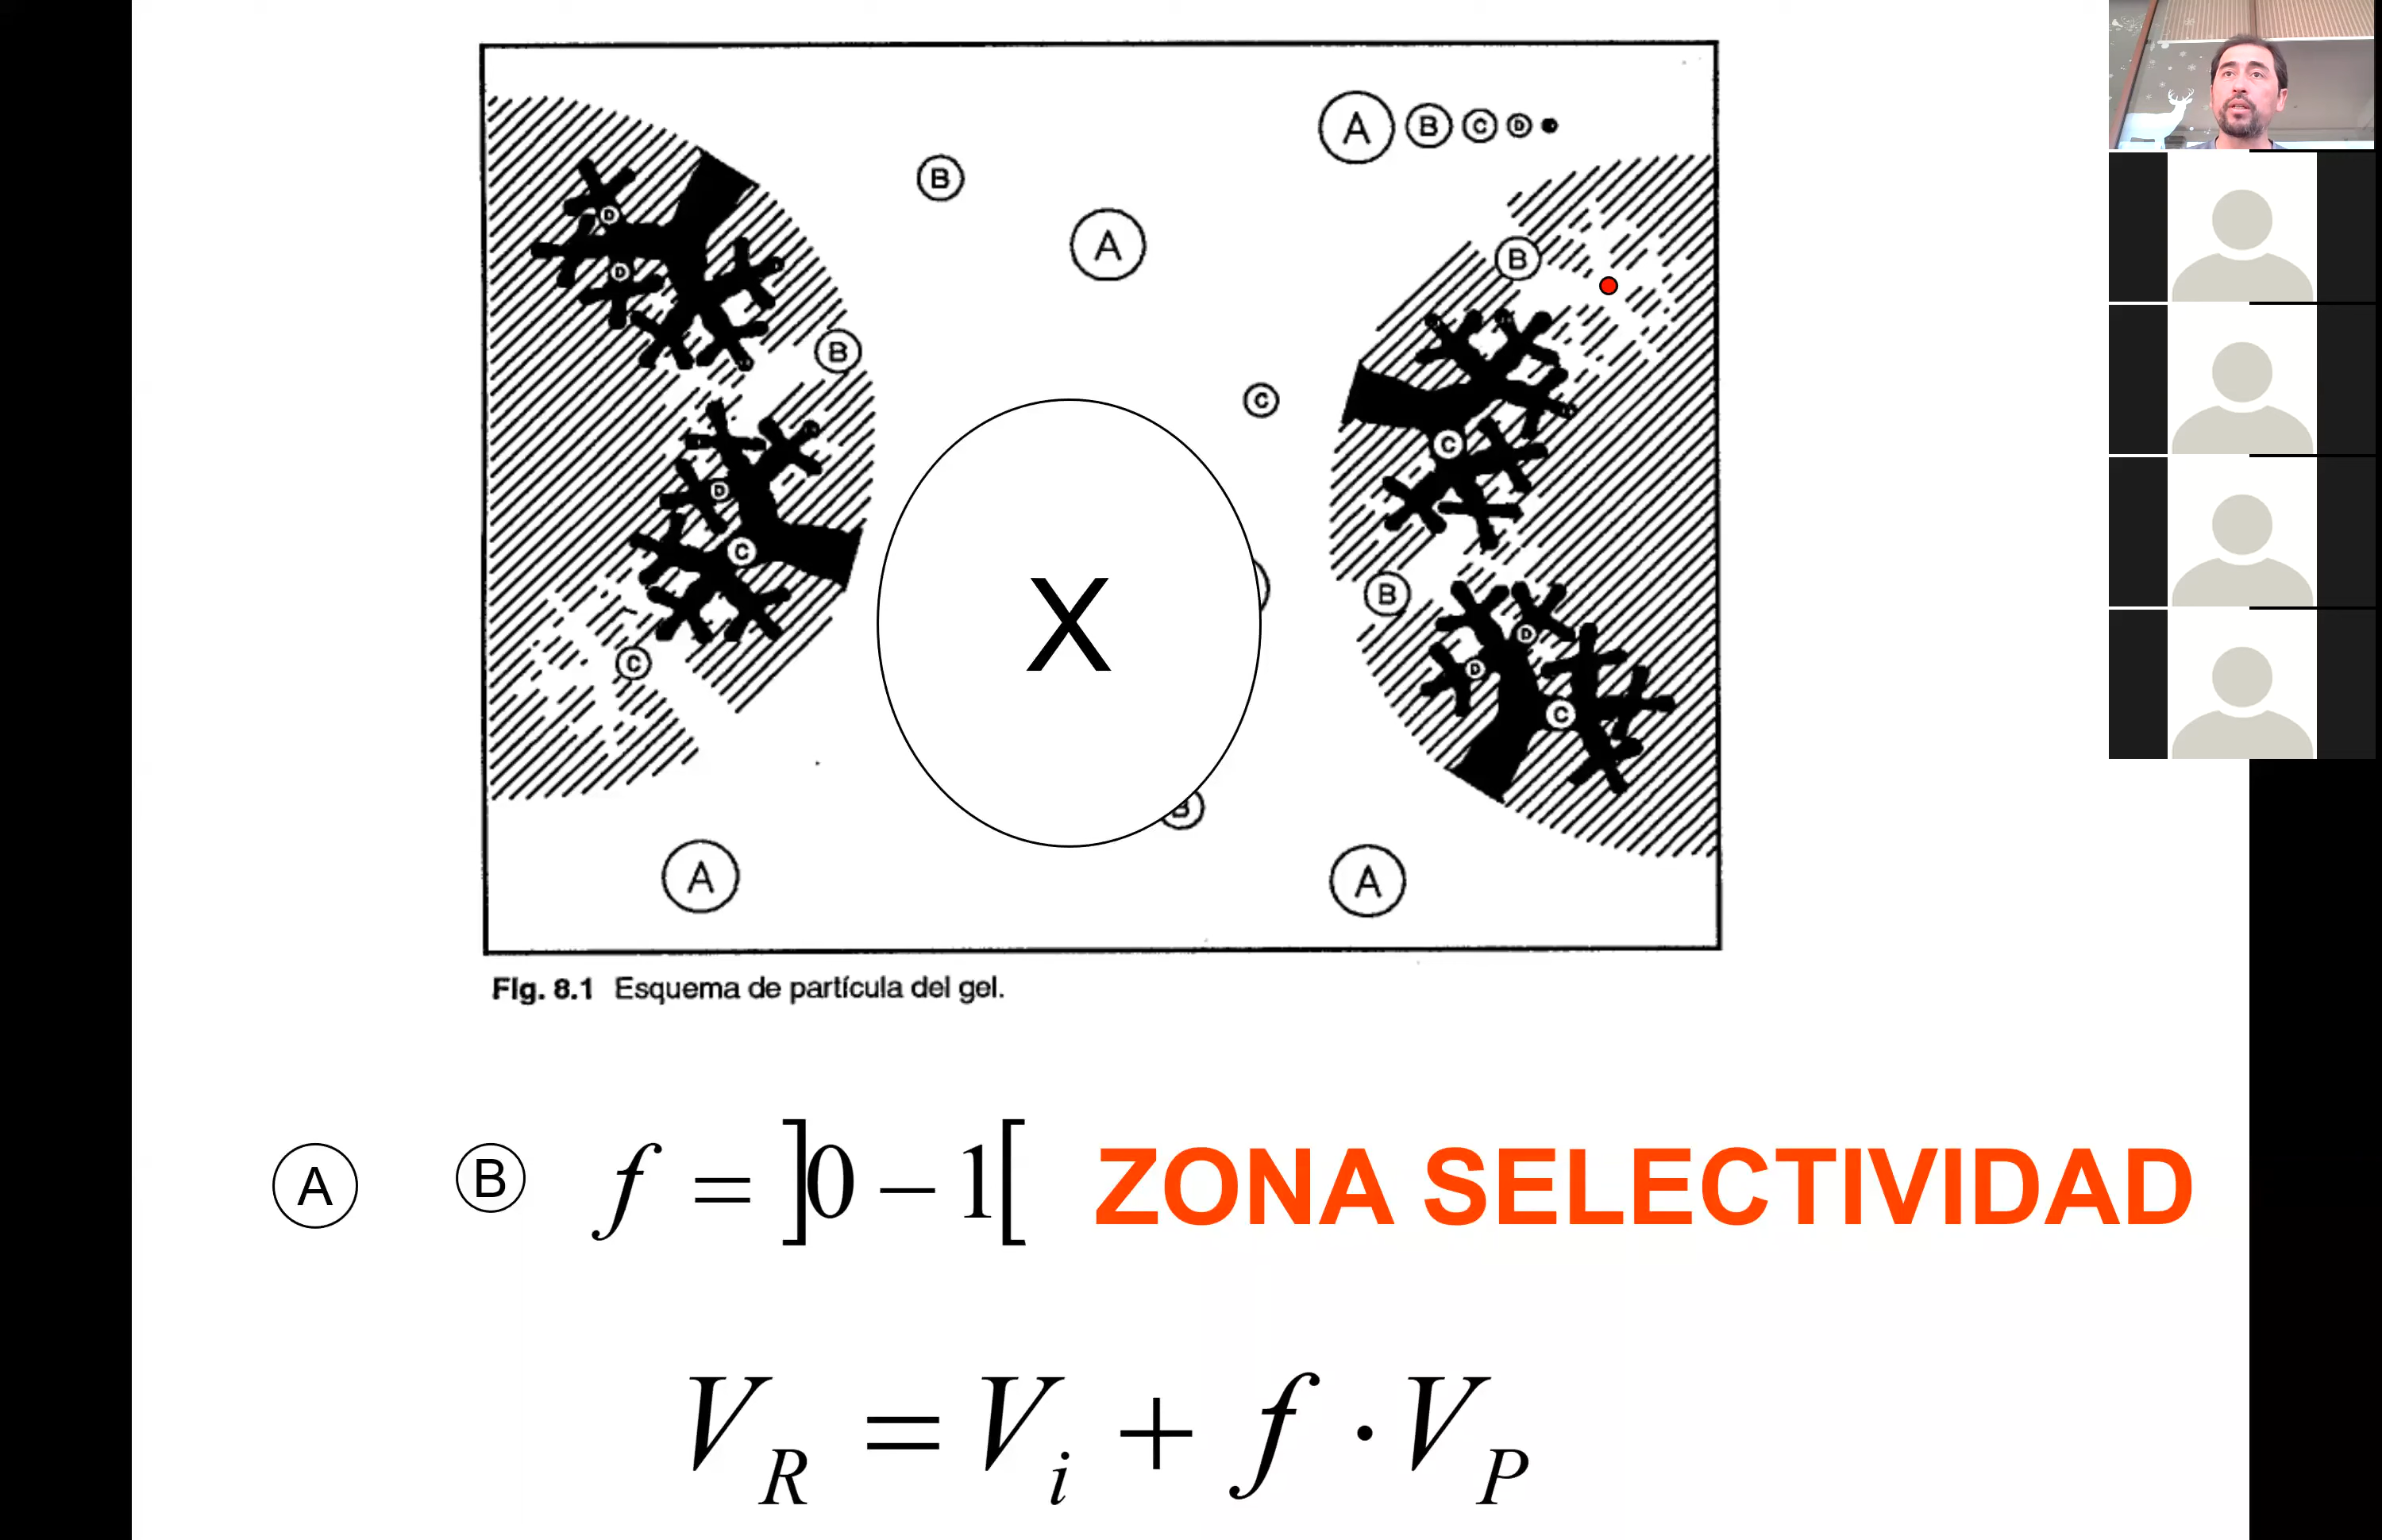 A B C D
B
A
D
D
B
B
C
C
D
C
X
B
C
D
D
C
B
A
A
Fig. 8.1 Esquema de partícula del gel.
A B f = ]0 – 1[ ZONA SELECTIVIDAD
V_R = V_i + f · V_P